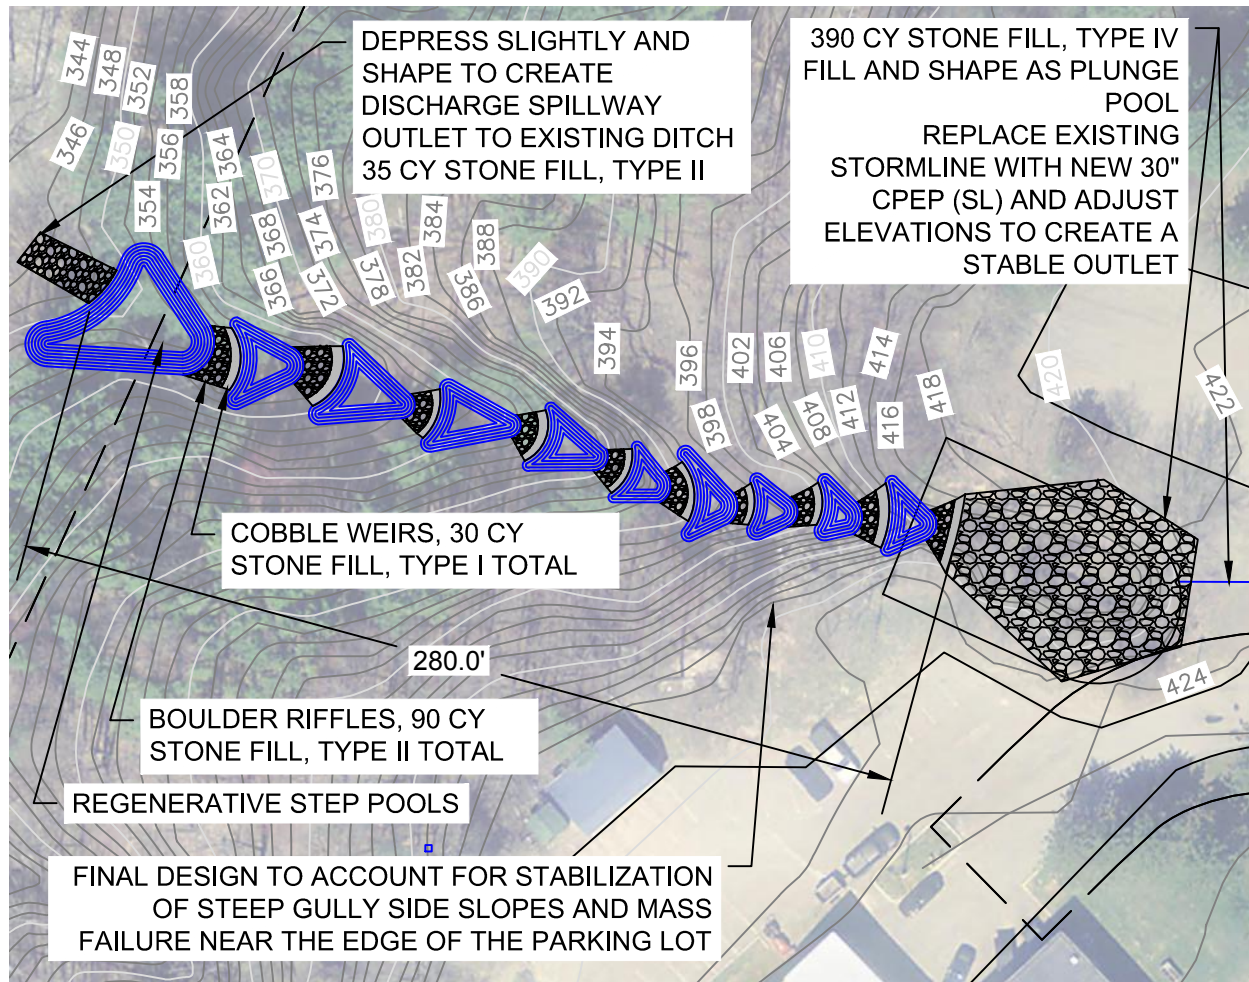 DEPRESS SLIGHTLY AND
SHAPE TO CREATE
DISCHARGE SPILLWAY
OUTLET TO EXISTING DITCH
35 CY STONE FILL, TYPE II
390 CY STONE FILL, TYPE IV
FILL AND SHAPE AS PLUNGE
POOL
REPLACE EXISTING
STORMLINE WITH NEW 30"
CPEP (SL) AND ADJUST
ELEVATIONS TO CREATE A
STABLE OUTLET
344
346
348
350
352
354
356
358
360
362
364
366
368
370
372
374
376
378
380
382
384
386
388
390
392
394
396
398
402
404
406
408
410
412
414
416
418
420
422
424
COBBLE WEIRS, 30 CY
STONE FILL, TYPE I TOTAL
280.0'
BOULDER RIFFLES, 90 CY
STONE FILL, TYPE II TOTAL
REGENERATIVE STEP POOLS
FINAL DESIGN TO ACCOUNT FOR STABILIZATION
OF STEEP GULLY SIDE SLOPES AND MASS
FAILURE NEAR THE EDGE OF THE PARKING LOT